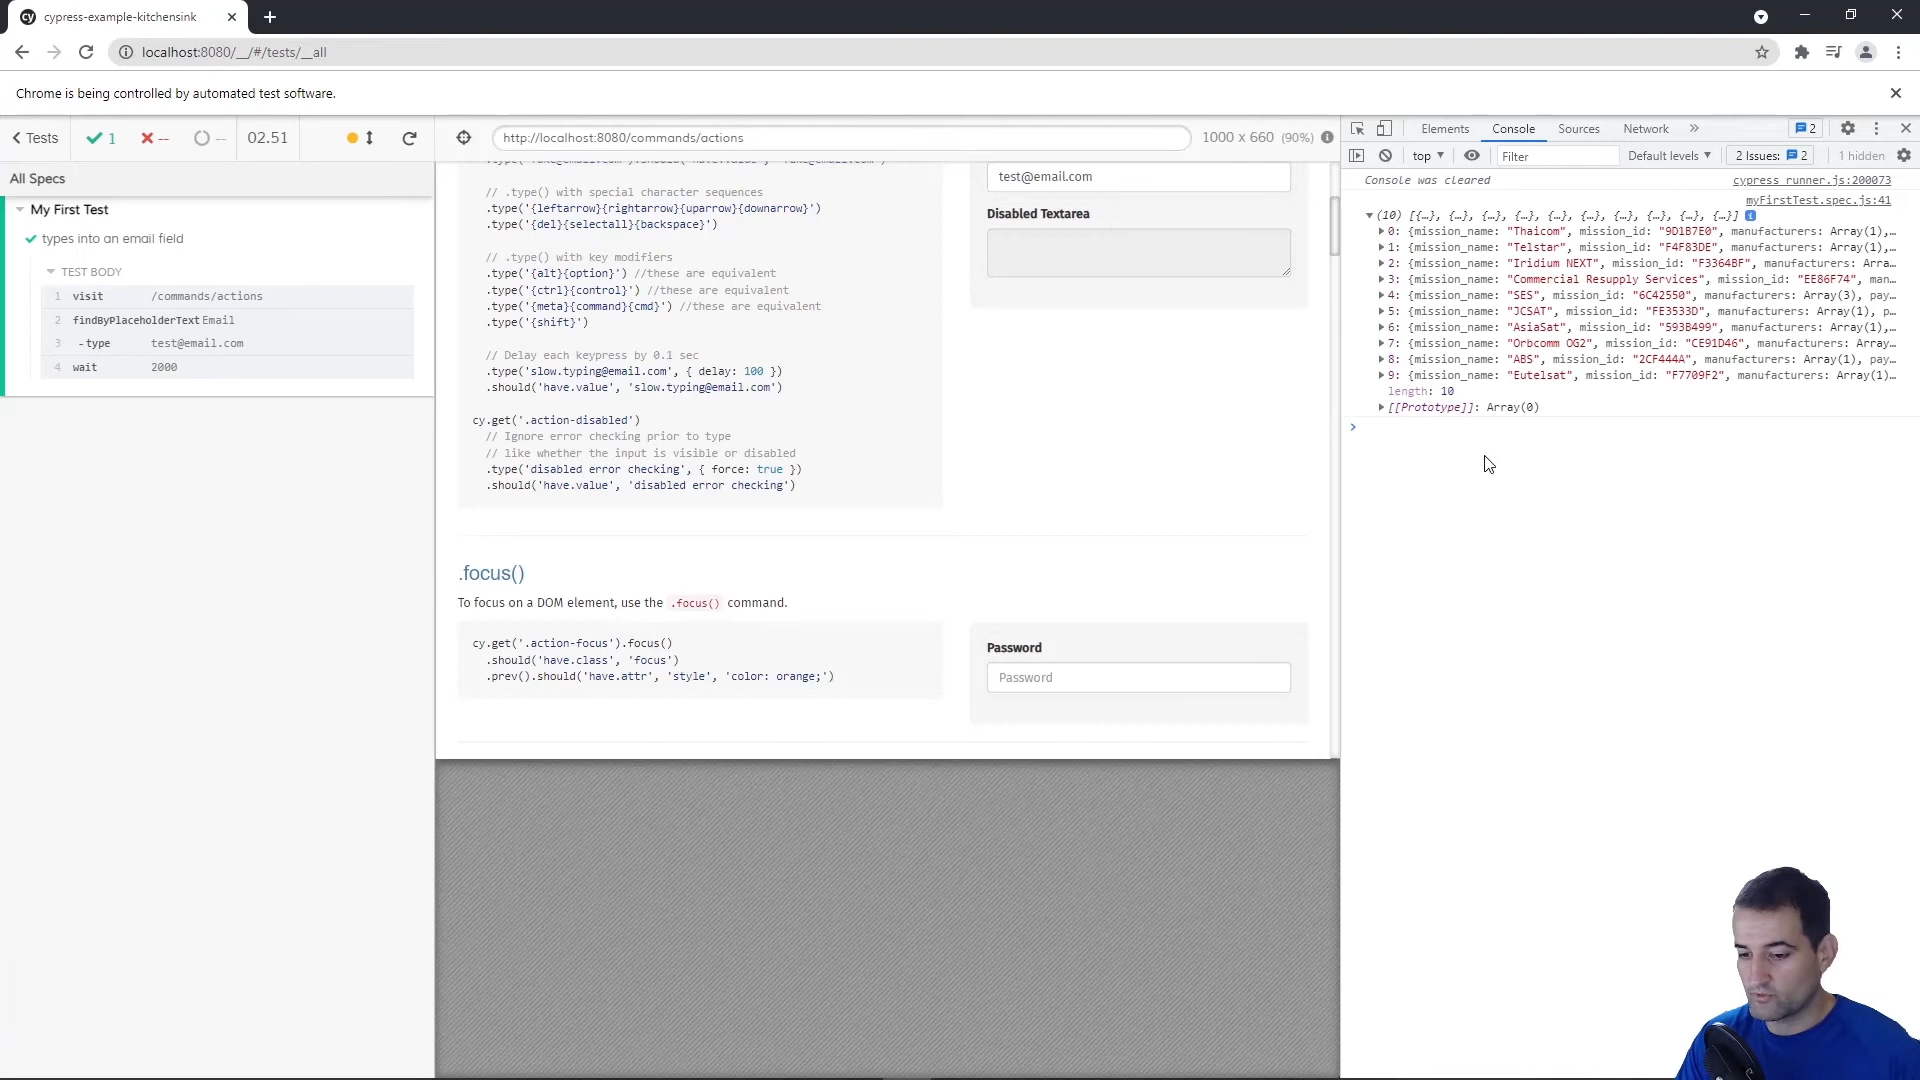 cypress-example-kitchensink
localhost:8080/__/#/tests/__all
Chrome is being controlled by automated test software.
Tests
1
--
--
02.51
http://localhost:8080/commands/actions
1000 x 660 (90%)
All Specs
My First Test
types into an email field
TEST BODY
1 visit /commands/actions
2 findByPlaceholderText Email
3 -type test@email.com
4 wait 2000
// .type() with special character sequences
.type('{leftarrow}{rightarrow}{uparrow}{downarrow}')
.type('{del}{selectall}{backspace}')
// .type() with key modifiers
.type('{alt}{option}') //these are equivalent
.type('{ctrl}{control}') //these are equivalent
.type('{meta}{command}{cmd}') //these are equivalent
.type('{shift}')
// Delay each keypress by 0.1 sec
.type('slow.typing@email.com', { delay: 100 })
.should('have.value', 'slow.typing@email.com')
cy.get('.action-disabled')
// Ignore error checking prior to type
// like whether the input is visible or disabled
.type('disabled error checking', { force: true })
.should('have.value', 'disabled error checking')
test@email.com
Disabled Textarea
.focus()
To focus on a DOM element, use the .focus() command.
cy.get('.action-focus').focus()
.should('have.class', 'focus')
.prev().should('have.attr', 'style', 'color: orange;')
Password
Password
Elements
Console
Sources
Network
2
top
Filter
Default levels
2 Issues: 2
1 hidden
Console was cleared cypress_runner.js:200073
myFirstTest.spec.js:41
(10) [{…}, {…}, {…}, {…}, {…}, {…}, {…}, {…}, {…}, {…}]
0: {mission_name: "Thaicom", mission_id: "9D1B7E0", manufacturers: Array(1),…
1: {mission_name: "Telstar", mission_id: "F4F83DE", manufacturers: Array(1),…
2: {mission_name: "Iridium NEXT", mission_id: "F3364BF", manufacturers: Arra…
3: {mission_name: "Commercial Resupply Services", mission_id: "EE86F74", man…
4: {mission_name: "SES", mission_id: "6C42550", manufacturers: Array(3), pay…
5: {mission_name: "JCSAT", mission_id: "FE3533D", manufacturers: Array(1), p…
6: {mission_name: "AsiaSat", mission_id: "593B499", manufacturers: Array(1),…
7: {mission_name: "Orbcomm OG2", mission_id: "CE91D46", manufacturers: Array…
8: {mission_name: "ABS", mission_id: "2CF444A", manufacturers: Array(1), pay…
9: {mission_name: "Eutelsat", mission_id: "F7709F2", manufacturers: Array(1)…
length: 10
[[Prototype]]: Array(0)